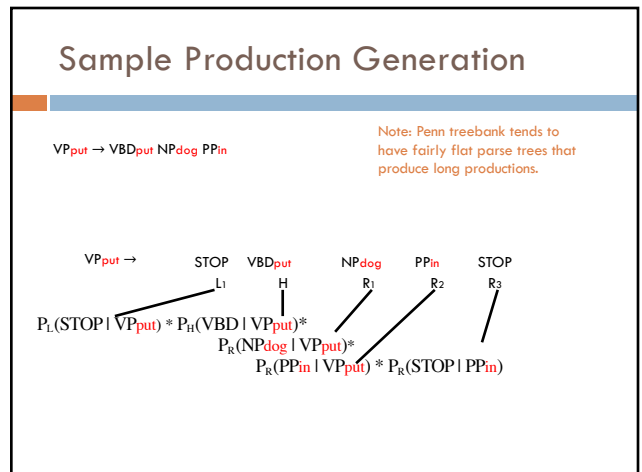 Sample Production Generation
Note: Penn treebank tends to
have fairly flat parse trees that
produce long productions.
VPput → VBDput NPdog PPin
VPput → STOP VBDput NPdog PPin STOP
L1 H R1 R2 R3
PL(STOP | VPput) * PH(VBD | VPput)*
PR(NPdog | VPput)*
PR(PPin | VPput) * PR(STOP | PPin)